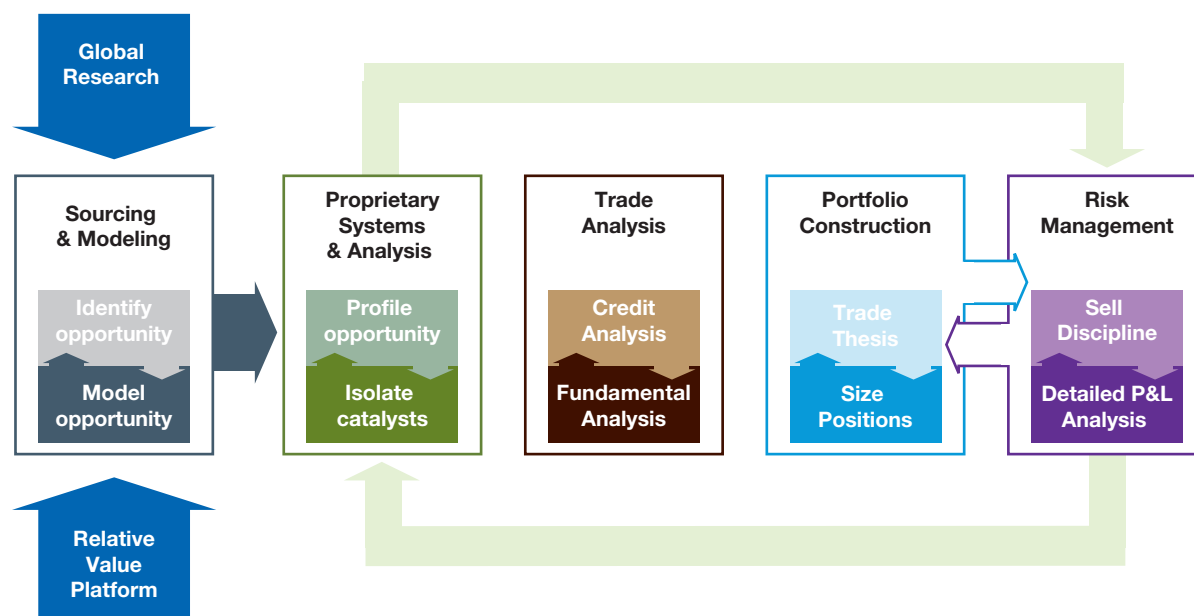 Global
Research
Sourcing
& Modeling
Identify
opportunity
Model
opportunity
Relative
Value
Platform
Proprietary
Systems
& Analysis
Profile
opportunity
Isolate
catalysts
Trade
Analysis
Credit
Analysis
Fundamental
Analysis
Portfolio
Construction
Trade
Thesis
Size
Positions
Risk
Management
Sell
Discipline
Detailed P&L
Analysis